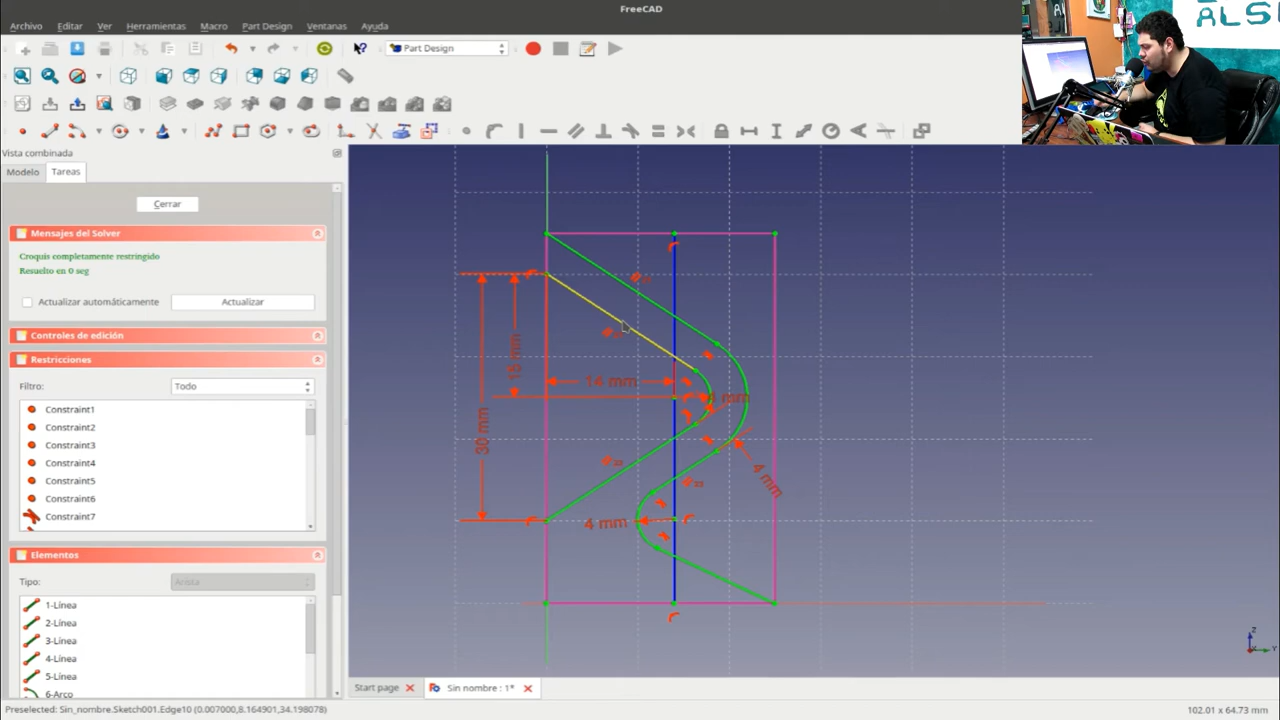 FreeCAD
Archivo Editar Ver Herramientas Macro Part Design Ventanas Ayuda
ALS
Part Design
Vista combinada
Modelo Tareas
Cerrar
Mensajes del Solver
Croquis completamente restringido
Resuelto en 0 seg
Actualizar automáticamente Actualizar
Controles de edición
Restricciones
Filtro: Todo
Constraint1
Constraint2
Constraint3
Constraint4
Constraint5
Constraint6
Constraint7
Elementos
Tipo: Arista
1-Línea
2-Línea
3-Línea
4-Línea
5-Línea
6-Arco
15 mm
14 mm
4 mm
30 mm
4 mm
4 mm
Z
Y
Start page Sin nombre : 1*
Preselected: Sin_nombre.Sketch001.Edge10 (0.007000,8.164901,34.198078) 102.01 x 64.73 mm